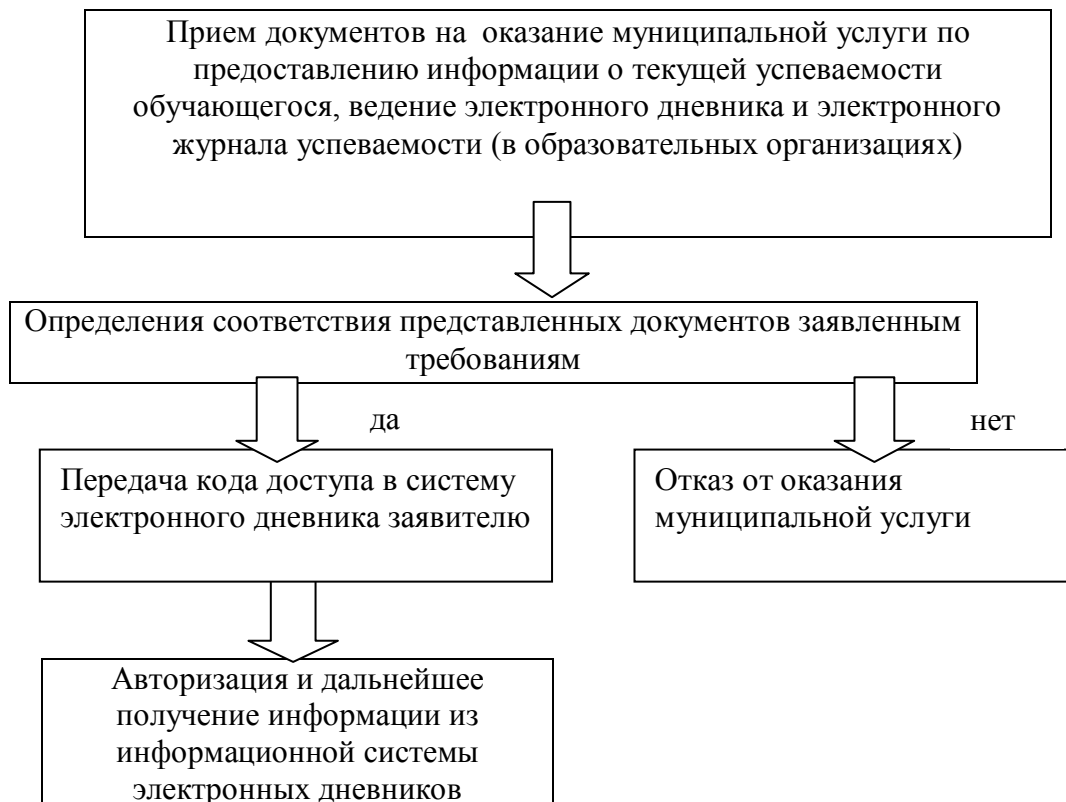 Прием документов на оказание муниципальной услуги по
предоставлению информации о текущей успеваемости
обучающегося, ведение электронного дневника и электронного
журнала успеваемости (в образовательных организациях)
Определения соответствия представленных документов заявленным
требованиям
да
нет
Передача кода доступа в систему
электронного дневника заявителю
Отказ от оказания
муниципальной услуги
Авторизация и дальнейшее
получение информации из
информационной системы
электронных дневников